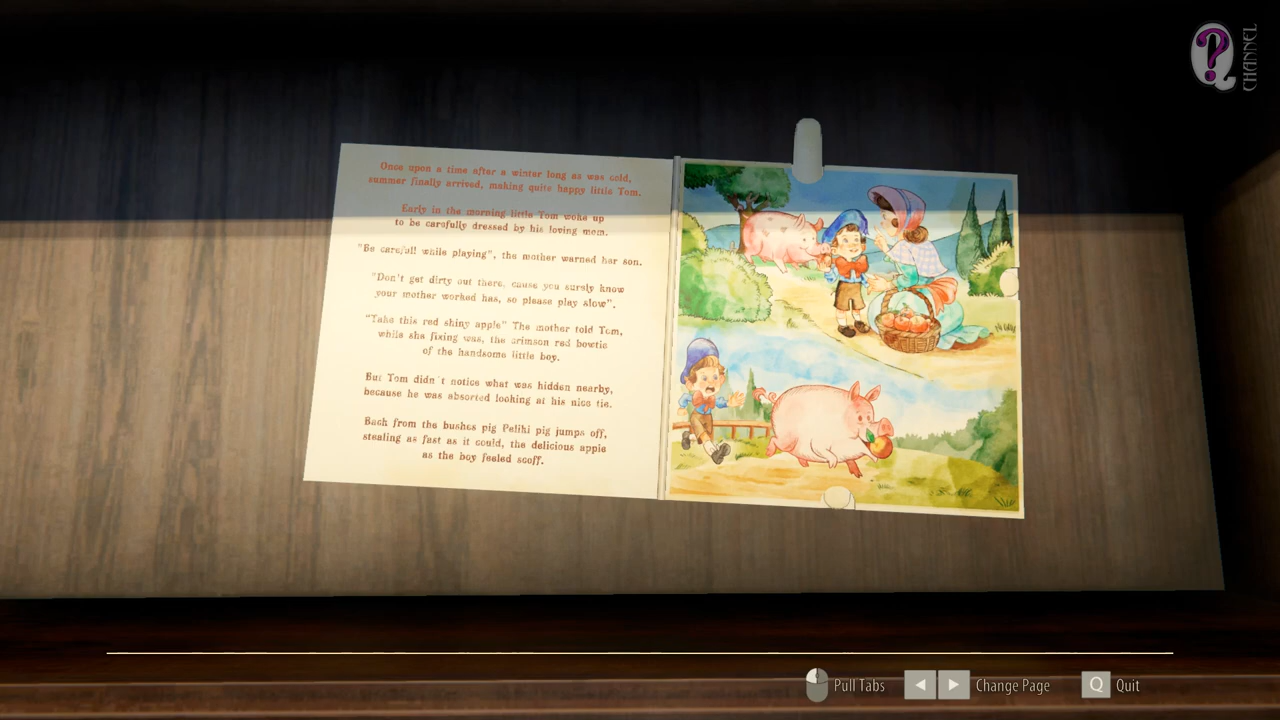 Once upon a time after a winter long as was cold,
summer finally arrived, making quite happy little Tom.
Early in the morning little Tom woke up
to be carefully dressed by his loving mom.
"Be careful! while playing", the mother warned her son.
"Don't get dirty out there, cause you surely know
your mother worked has, so please play slow".
"Take this red shiny apple" The mother told Tom,
while she fixing was, the crimson red bowtie
of the handsome little boy.
But Tom didn't notice what was hidden nearby,
because he was absorted looking at his nice tie.
Bach from the bushes pig Pelihi pig jumps off,
stealing as fast as it could, the delicious apple
as the boy feeled scoff.
? CHANNEL
Pull Tabs
Change Page
Q Quit